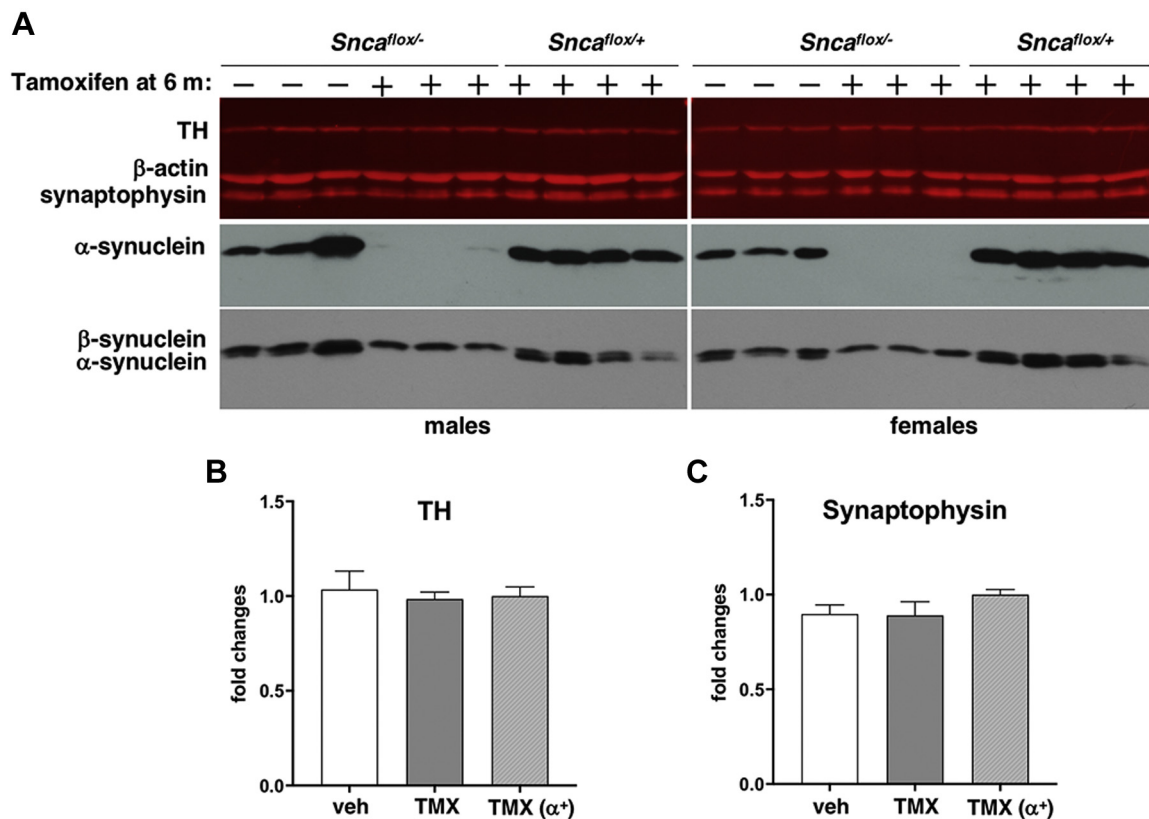 A
Snca^flox/- Snca^flox/+ Snca^flox/- Snca^flox/+
Tamoxifen at 6 m: − − − + + + + + + + − − − + + + + + + +
TH
β-actin
synaptophysin
α-synuclein
β-synuclein
α-synuclein
males females
B
TH
fold changes
1.5
1.0
0.5
0.0
veh TMX TMX (α⁺)
C
Synaptophysin
fold changes
1.5
1.0
0.5
0.0
veh TMX TMX (α⁺)